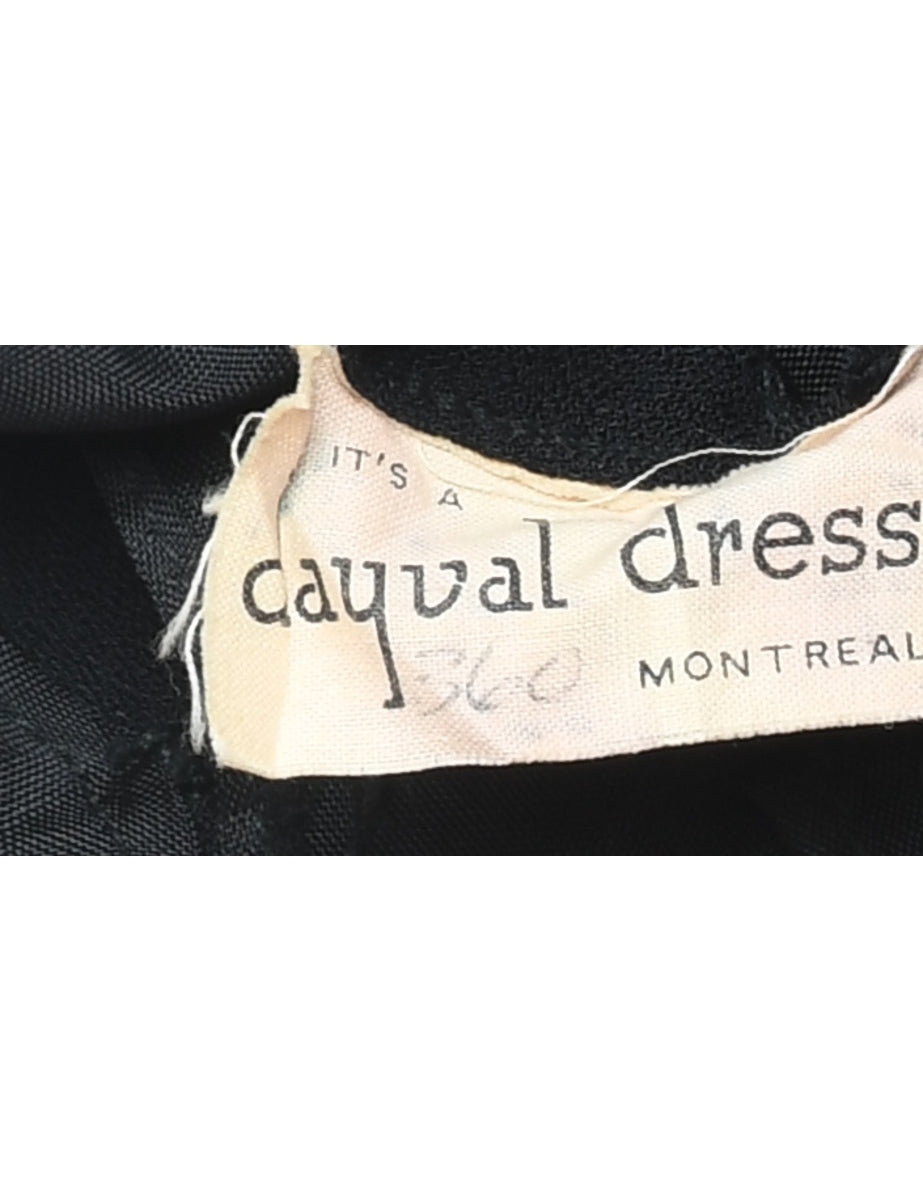 IT'S A
cayval dress
360
MONTREAL